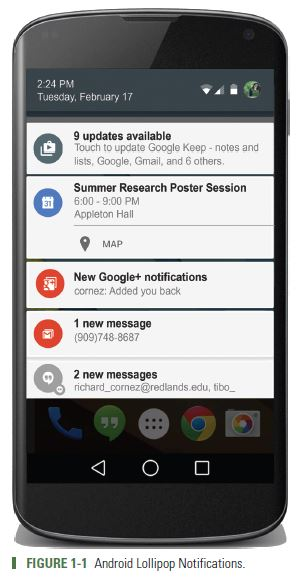 2:24 PM
Tuesday, February 17
9 updates available
Touch to update Google Keep - notes and
lists, Google, Gmail, and 6 others.
31
Summer Research Poster Session
6:00 - 9:00 PM
Appleton Hall
MAP
New Google+ notifications
cornez: Added you back
1 new message
(909)748-8687
2 new messages
richard_cornez@redlands.edu, tibo_
FIGURE 1-1 Android Lollipop Notifications.